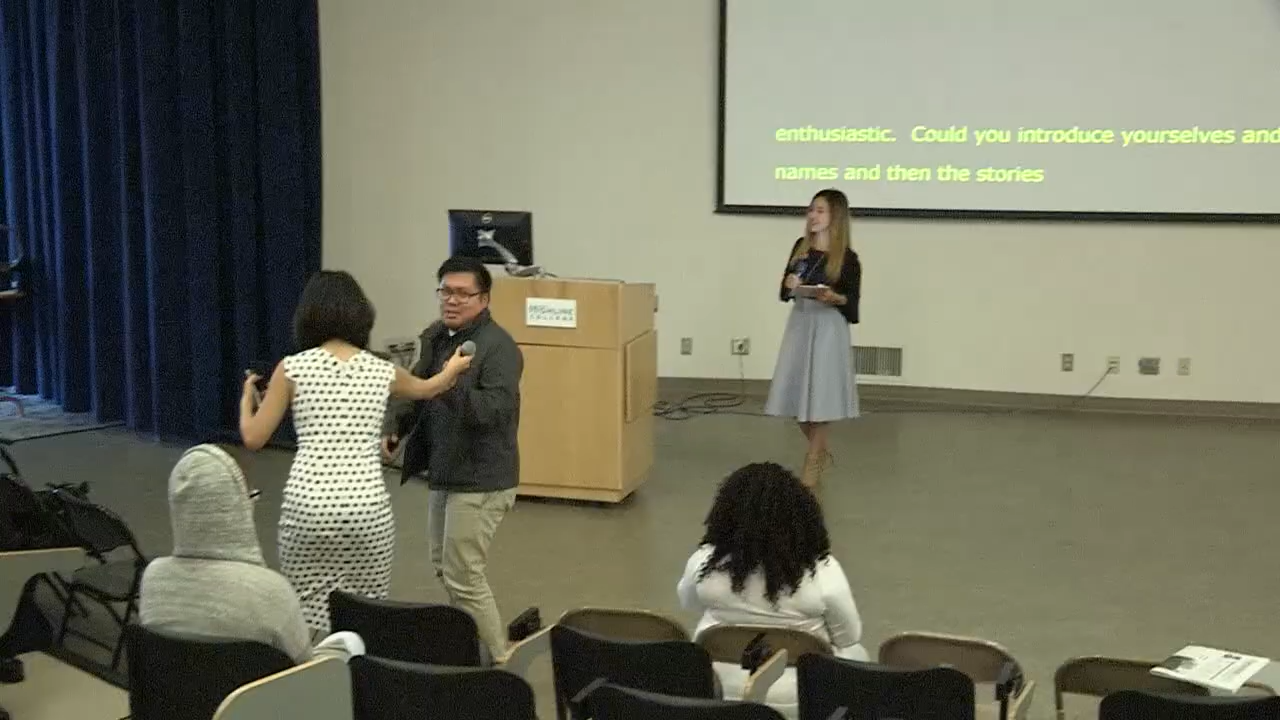 enthusiastic. Could you introduce yourselves and
names and then the stories